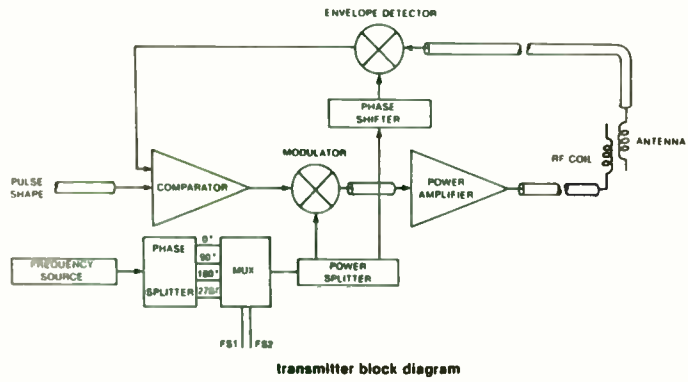 ENVELOPE DETECTOR
PHASE
SHIFTER
ANTENNA
RF COIL
MODULATOR
PULSE
SHAPE
COMPARATOR
POWER
AMPLIFIER
FREQUENCY
SOURCE
PHASE
SPLITTER
0°
90°
180°
270°
MUX
POWER
SPLITTER
FS1 FS2
transmitter block diagram